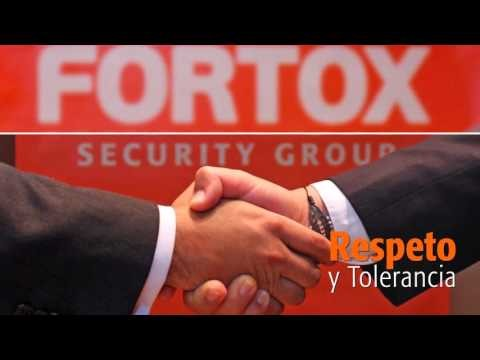 FORTOX
SECURITY GROUP
Respeto
y Tolerancia